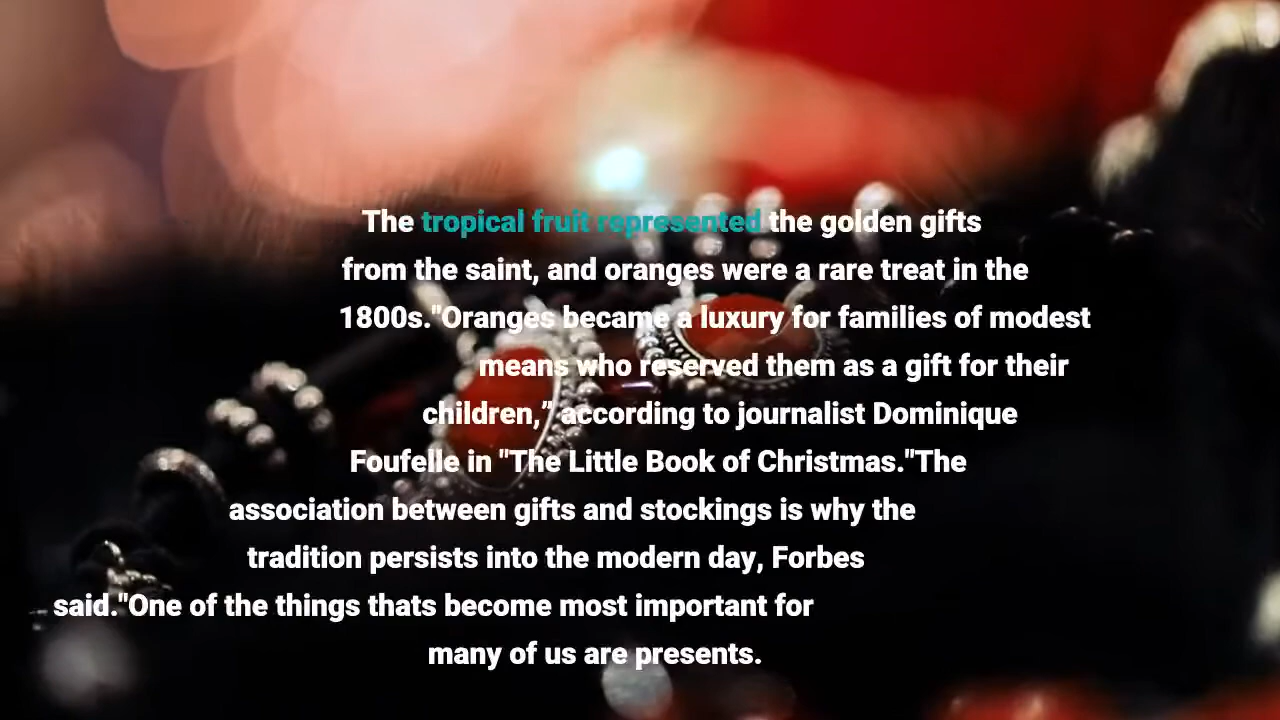 The tropical fruit represented the golden gifts
from the saint, and oranges were a rare treat in the
1800s."Oranges became a luxury for families of modest
means who reserved them as a gift for their
children,” according to journalist Dominique
Foufelle in "The Little Book of Christmas."The
association between gifts and stockings is why the
tradition persists into the modern day, Forbes
said."One of the things thats become most important for
many of us are presents.